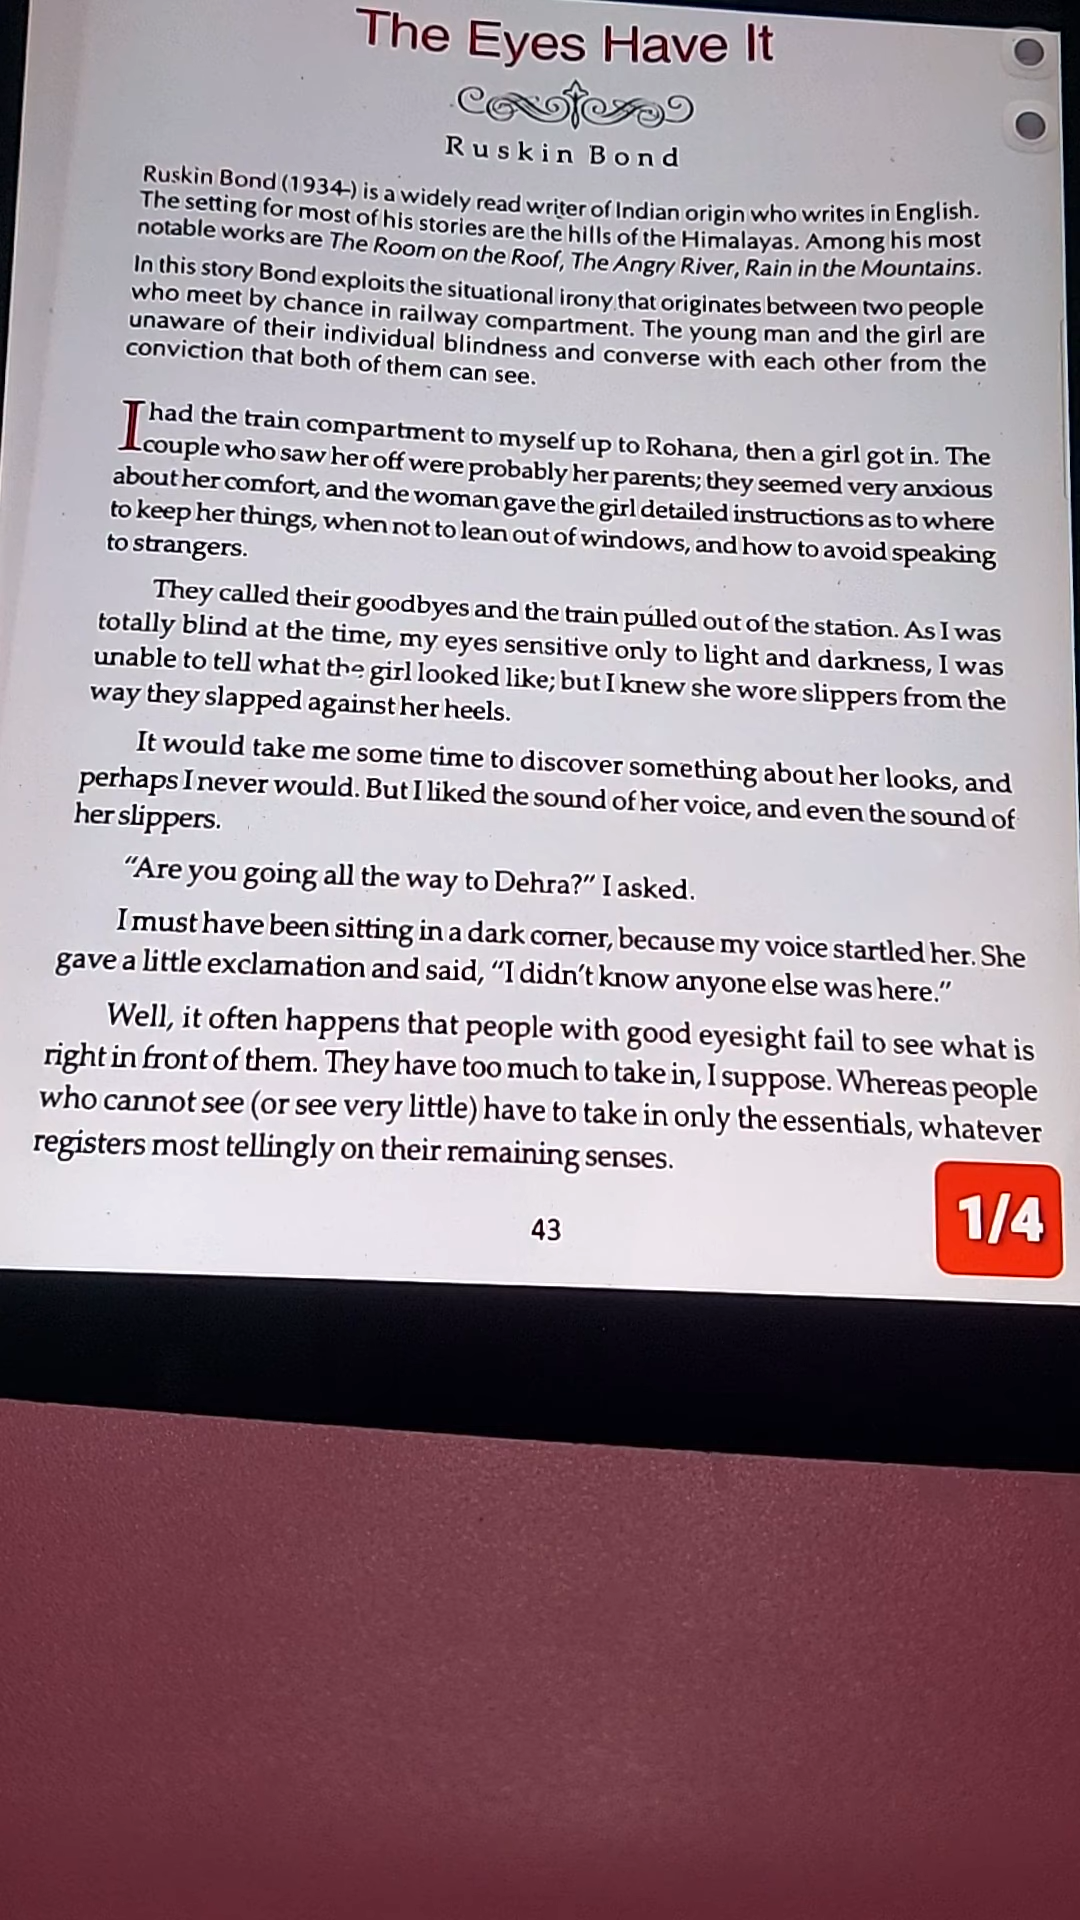 The Eyes Have It
Ruskin Bond
Ruskin Bond (1934-) is a widely read writer of Indian origin who writes in English.
The setting for most of his stories are the hills of the Himalayas. Among his most
notable works are The Room on the Roof, The Angry River, Rain in the Mountains.
In this story Bond exploits the situational irony that originates between two people
who meet by chance in railway compartment. The young man and the girl are
unaware of their individual blindness and converse with each other from the
conviction that both of them can see.
I had the train compartment to myself up to Rohana, then a girl got in. The
couple who saw her off were probably her parents; they seemed very anxious
about her comfort, and the woman gave the girl detailed instructions as to where
to keep her things, when not to lean out of windows, and how to avoid speaking
to strangers.
They called their goodbyes and the train pulled out of the station. As I was
totally blind at the time, my eyes sensitive only to light and darkness, I was
unable to tell what the girl looked like; but I knew she wore slippers from the
way they slapped against her heels.
It would take me some time to discover something about her looks, and
perhaps I never would. But I liked the sound of her voice, and even the sound of
her slippers.
"Are you going all the way to Dehra?" I asked.
I must have been sitting in a dark corner, because my voice startled her. She
gave a little exclamation and said, "I didn't know anyone else was here."
Well, it often happens that people with good eyesight fail to see what is
right in front of them. They have too much to take in, I suppose. Whereas people
who cannot see (or see very little) have to take in only the essentials, whatever
registers most tellingly on their remaining senses.
43
1/4